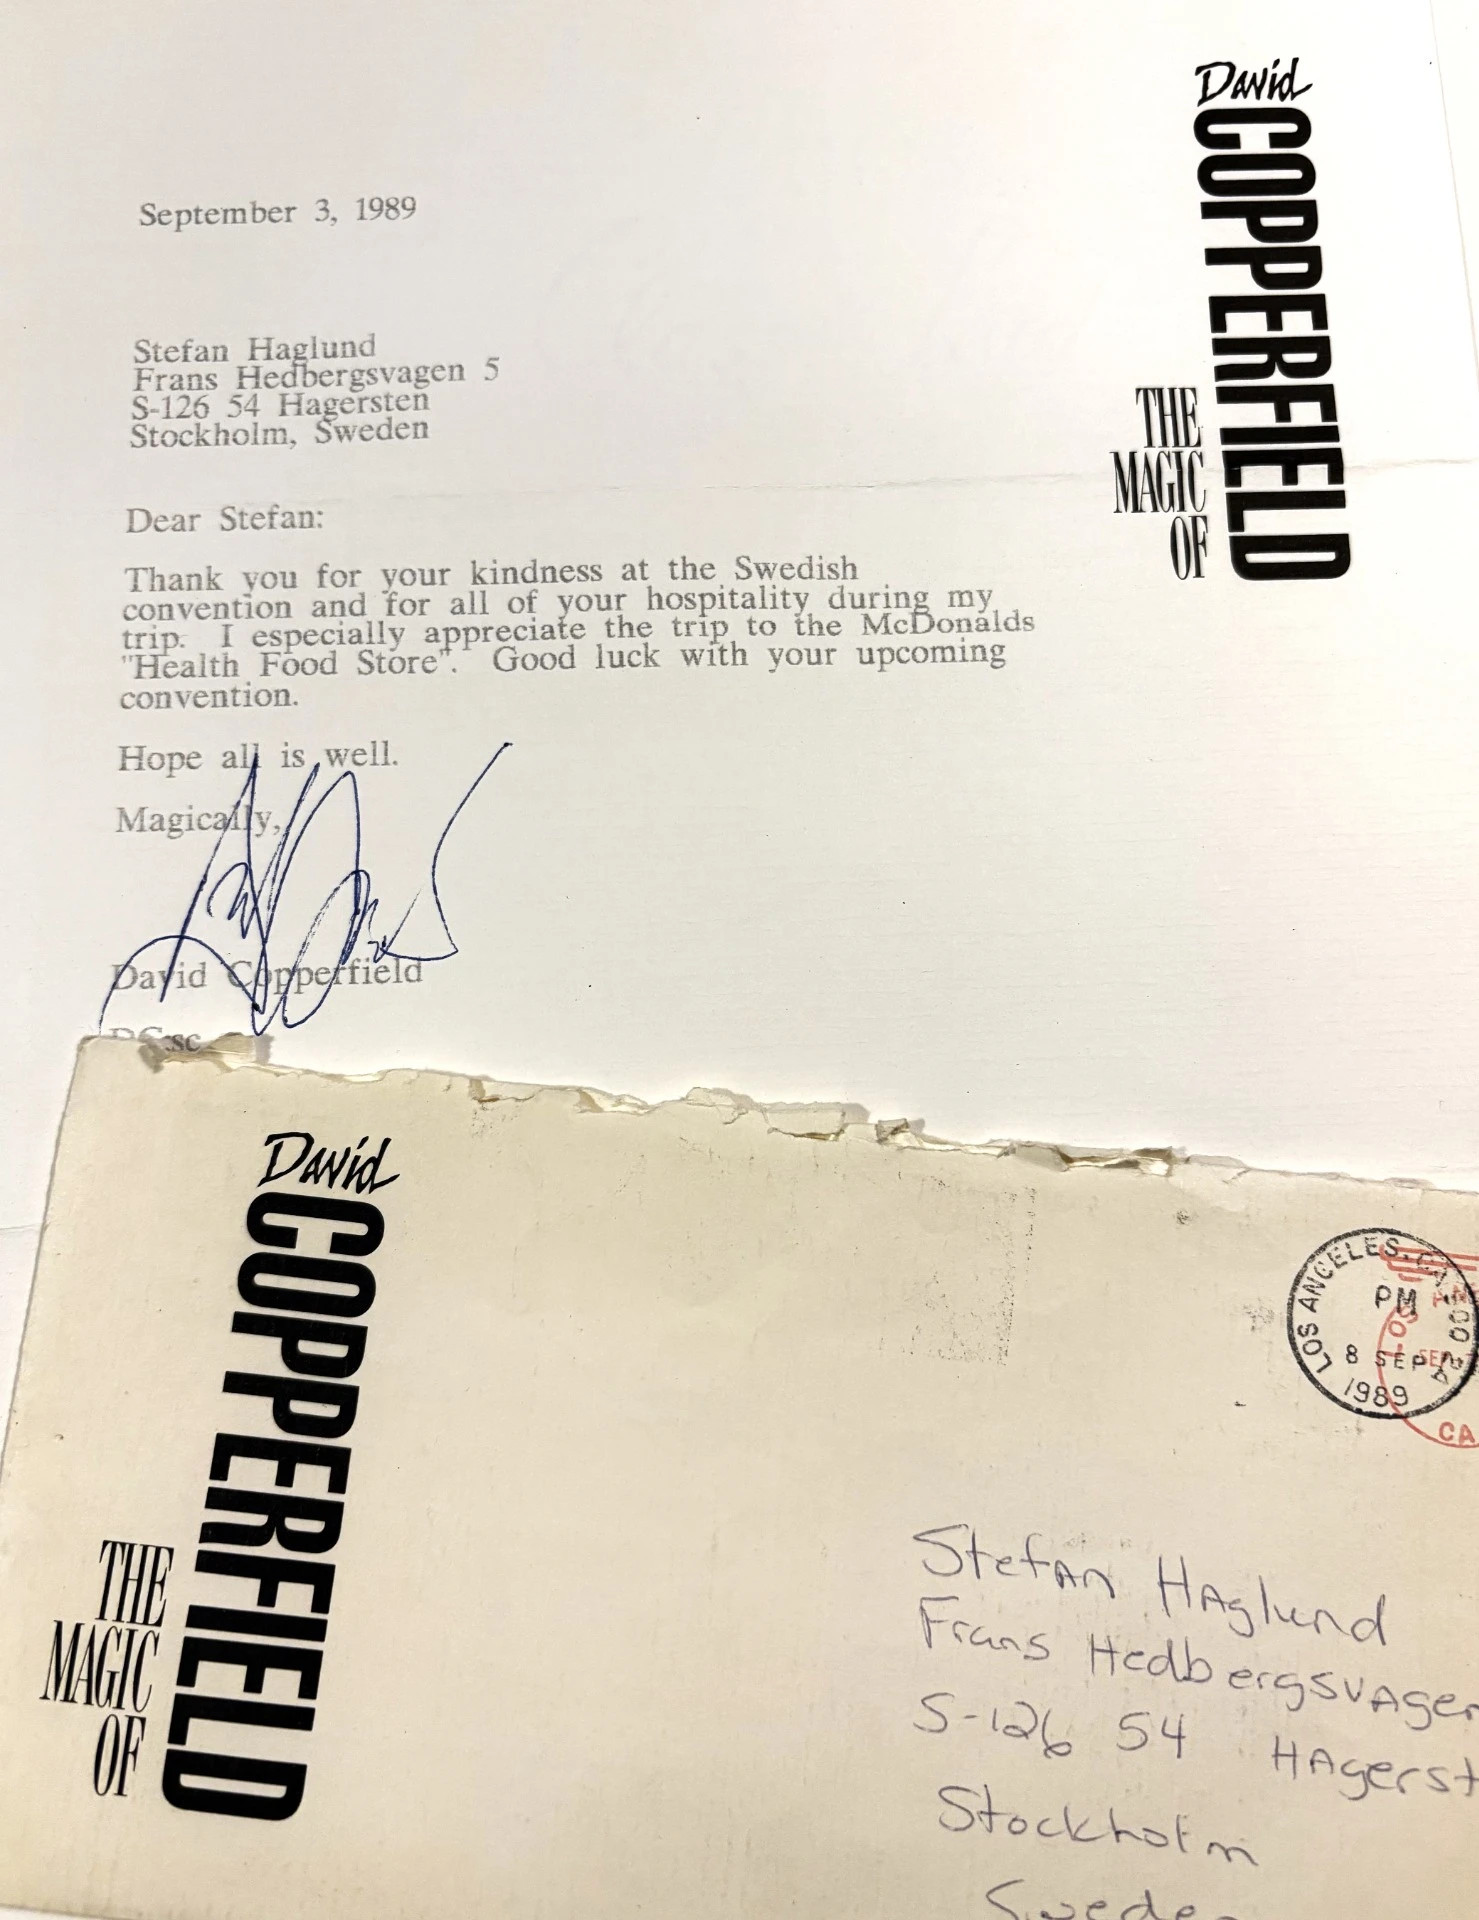 David
COPPERFIELD
THE
MAGIC
OF
September 3, 1989
Stefan Haglund
Frans Hedbergsvagen 5
S-126 54 Hagersten
Stockholm, Sweden
Dear Stefan:
Thank you for your kindness at the Swedish
convention and for all of your hospitality during my
trip. I especially appreciate the trip to the McDonalds
"Health Food Store". Good luck with your upcoming
convention.
Hope all is well.
Magically,
David Copperfield
DC:sc
David
COPPERFIELD
THE
MAGIC
OF
LOS ANGELES, CA
PM
8 SEP
1989
CA
Stefan Haglund
Frans Hedbergsvagen
S-126 54 Hagerst
Stockholm
Swede